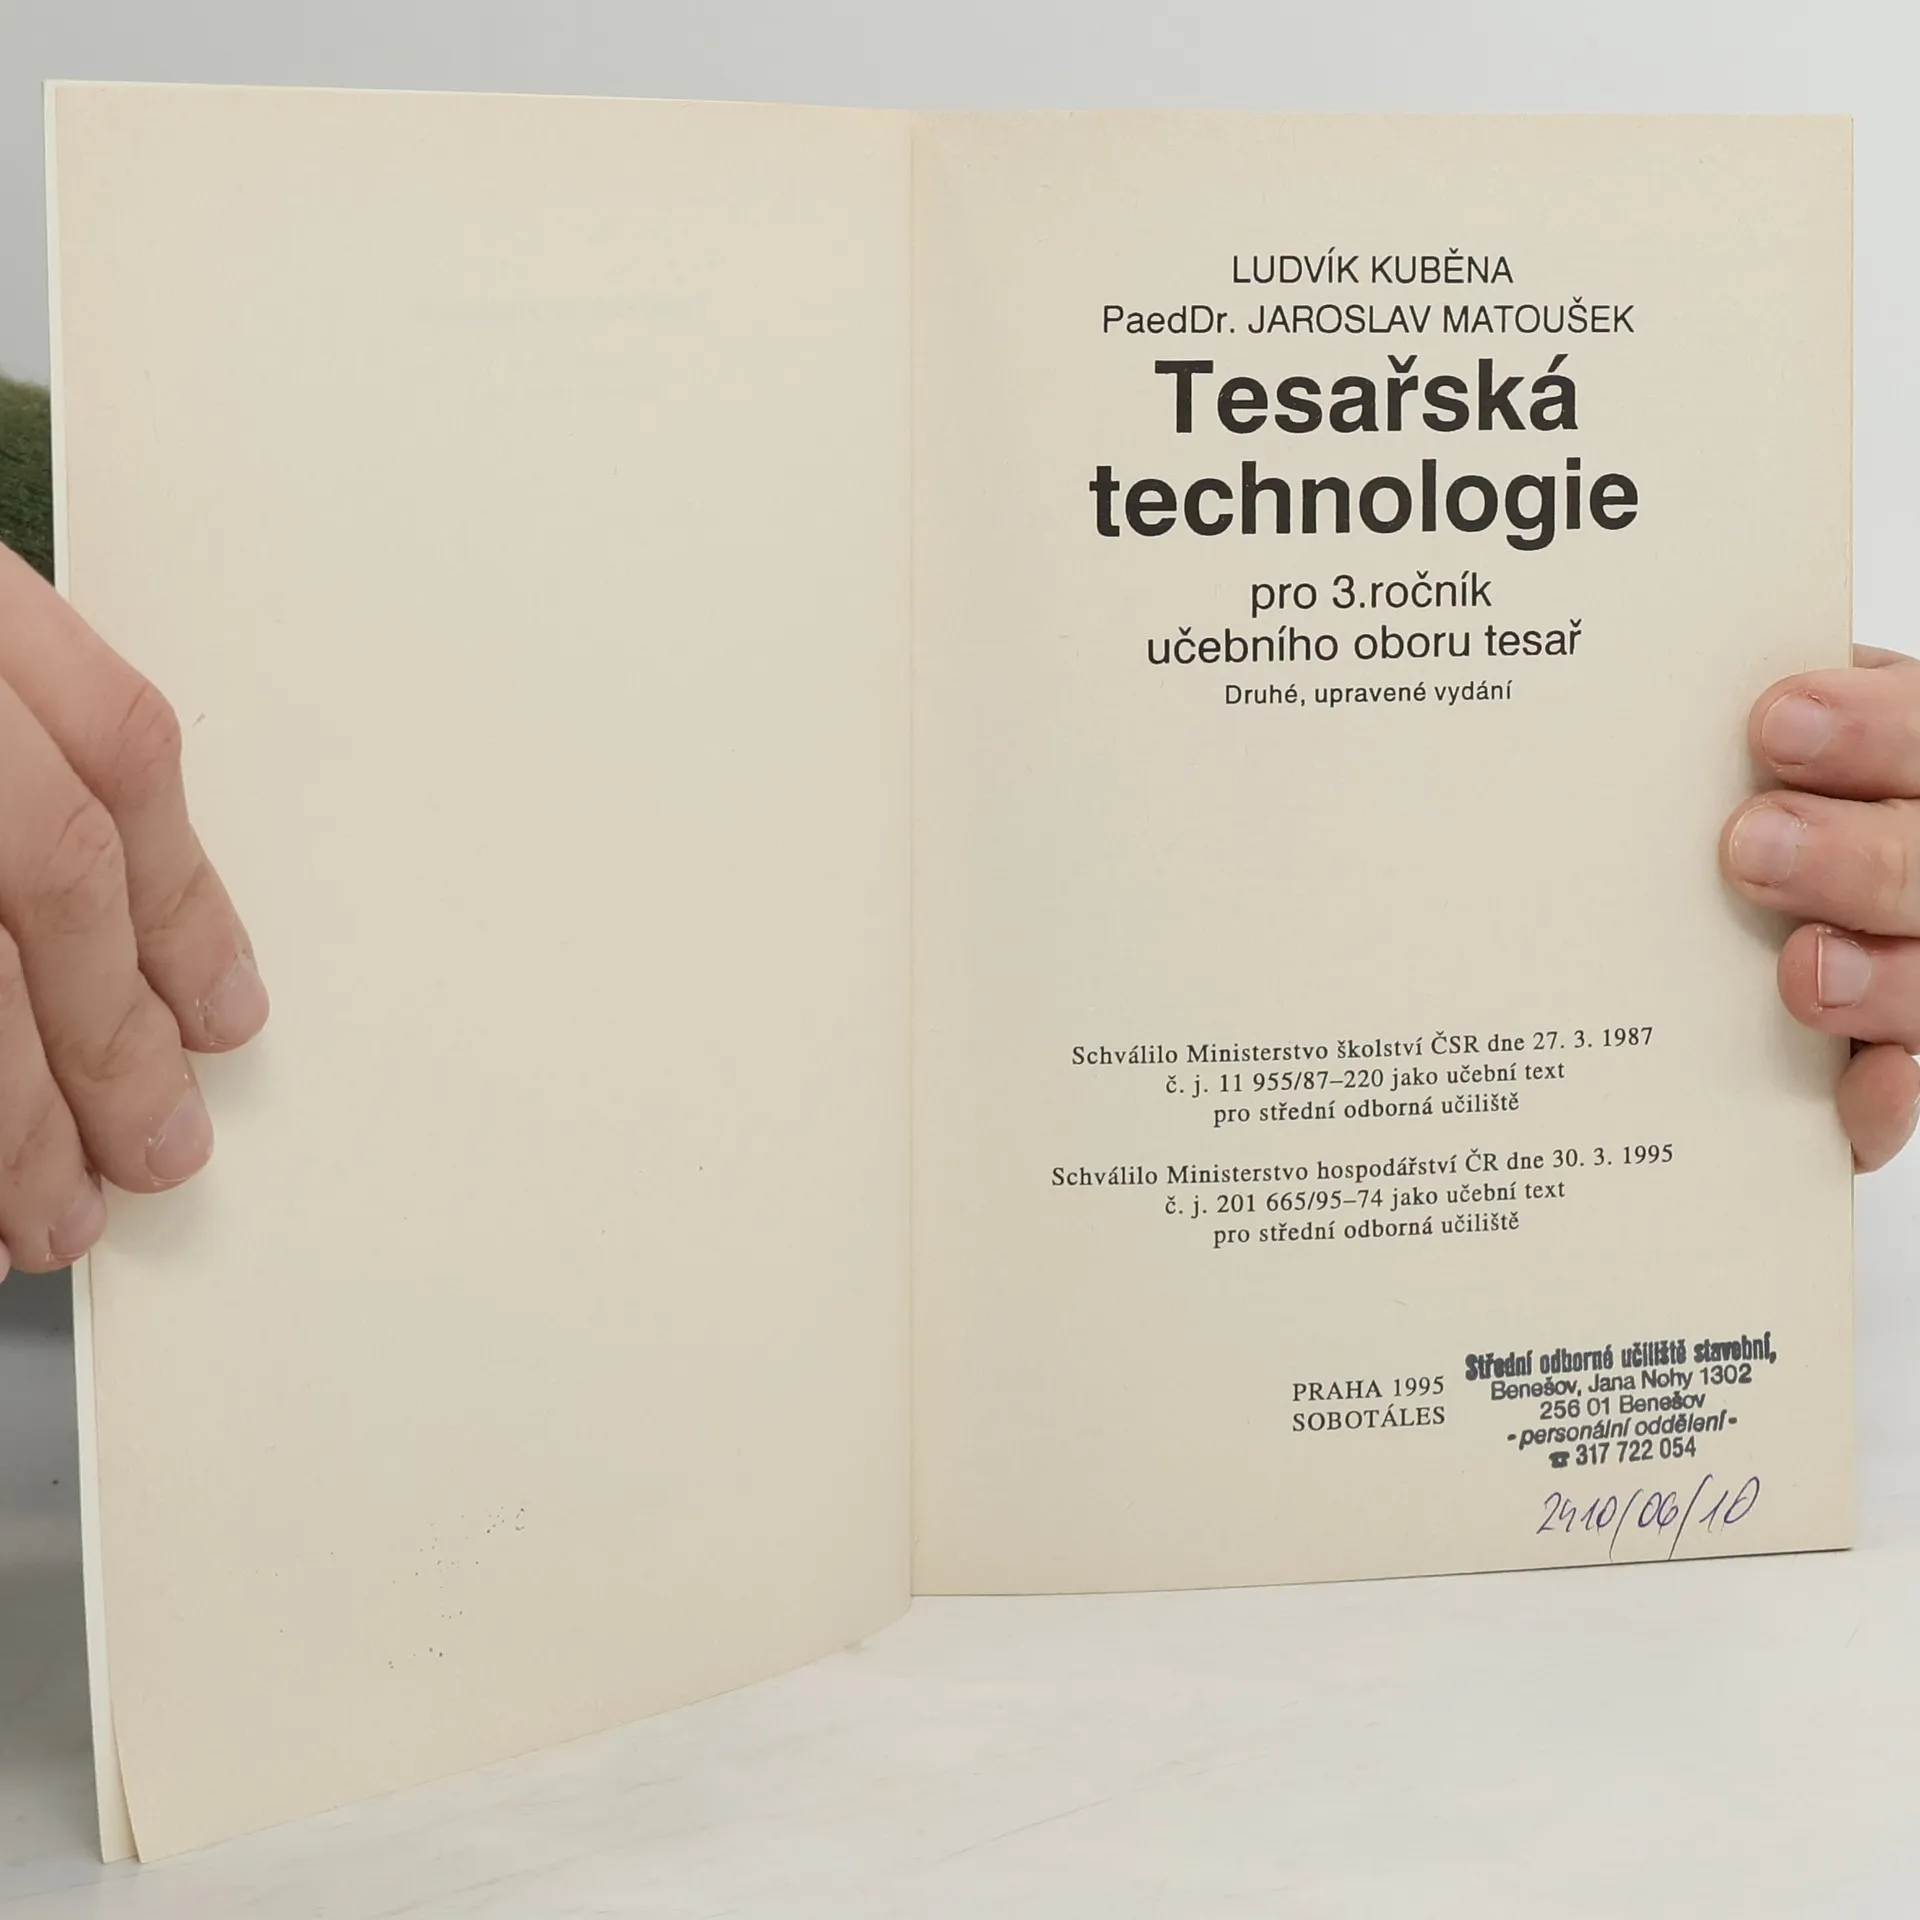 LUDVÍK KUBĚNA
PaedDr. JAROSLAV MATOUŠEK
Tesařská
technologie
pro 3.ročník
učebního oboru tesař
Druhé, upravené vydání
Schválilo Ministerstvo školství ČSR dne 27. 3. 1987
č. j. 11 955/87–220 jako učební text
pro střední odborná učiliště
Schválilo Ministerstvo hospodářství ČR dne 30. 3. 1995
č. j. 201 665/95–74 jako učební text
pro střední odborná učiliště
PRAHA 1995
SOBOTÁLES
Střední odborné učiliště stavební,
Benešov, Jana Nohy 1302
256 01 Benešov
-personální oddělení-
☎ 317 722 054
2410/06/10